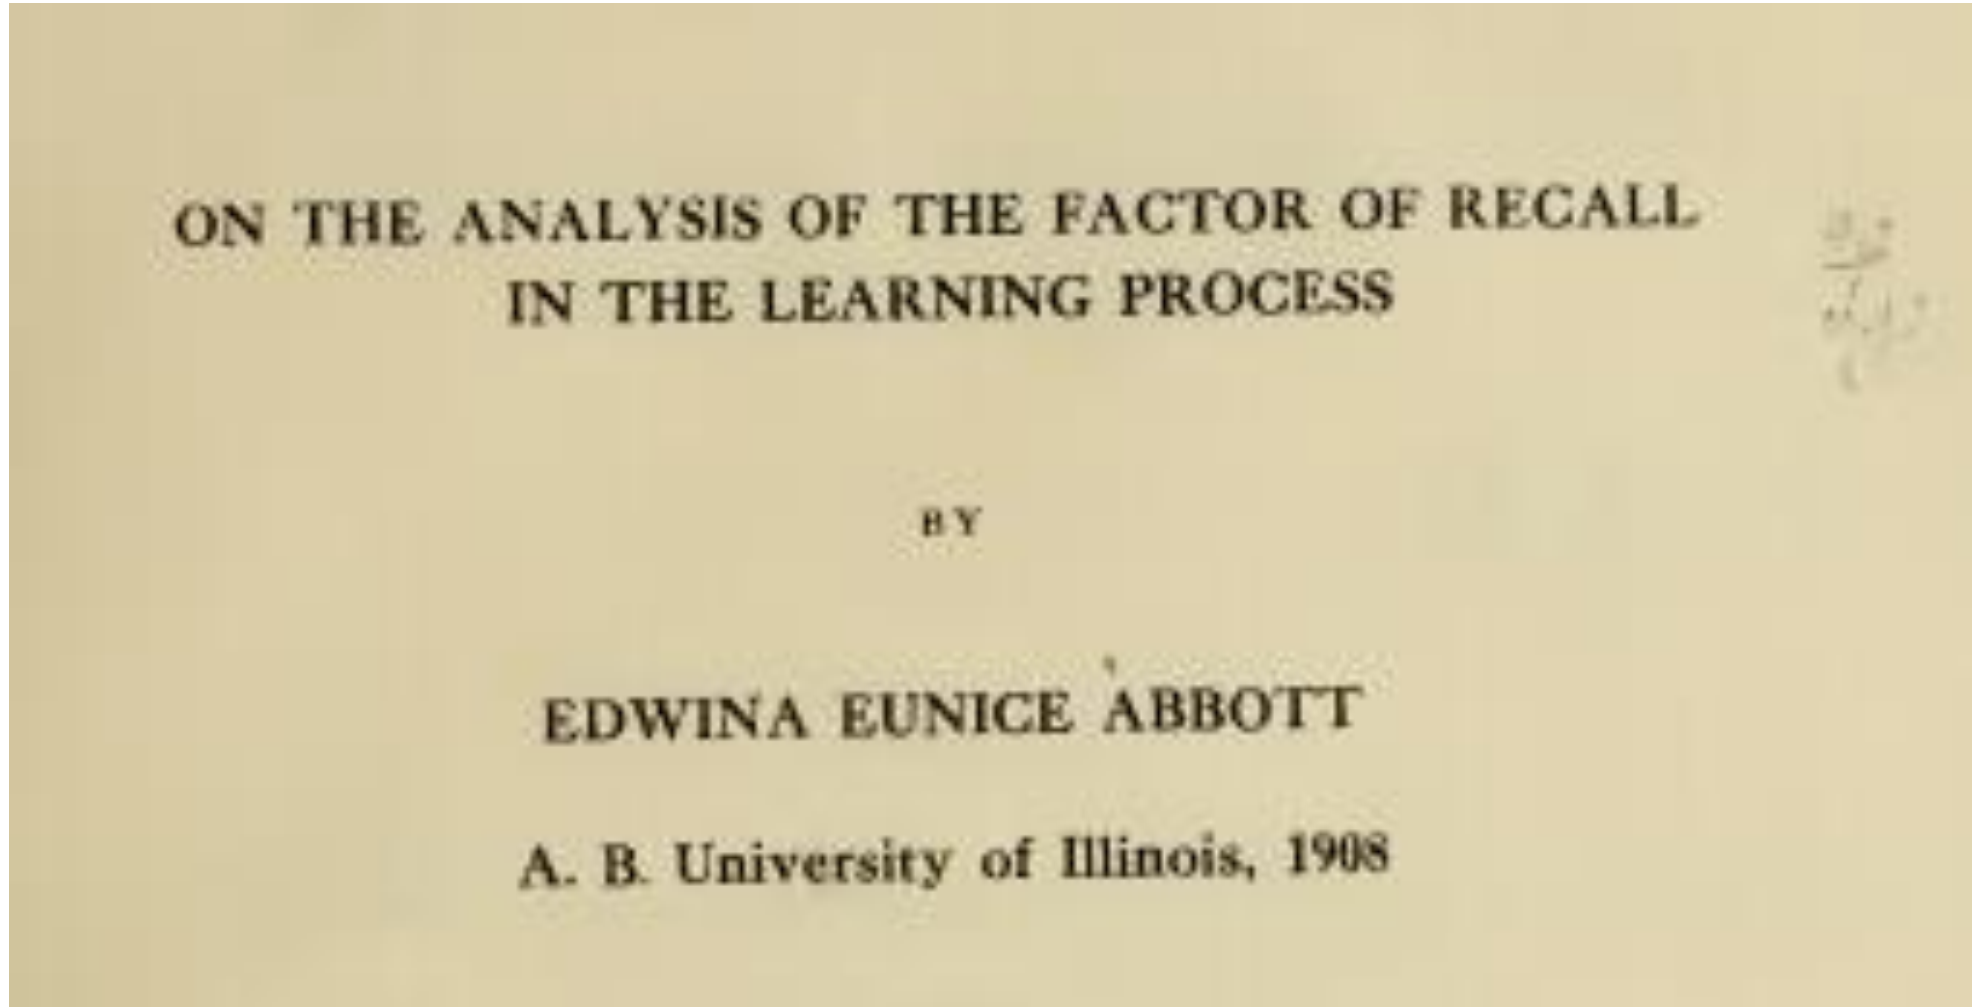 ON THE ANALYSIS OF THE FACTOR OF RECALL
IN THE LEARNING PROCESS
BY
EDWINA EUNICE ABBOTT
A. B. University of Illinois, 1908